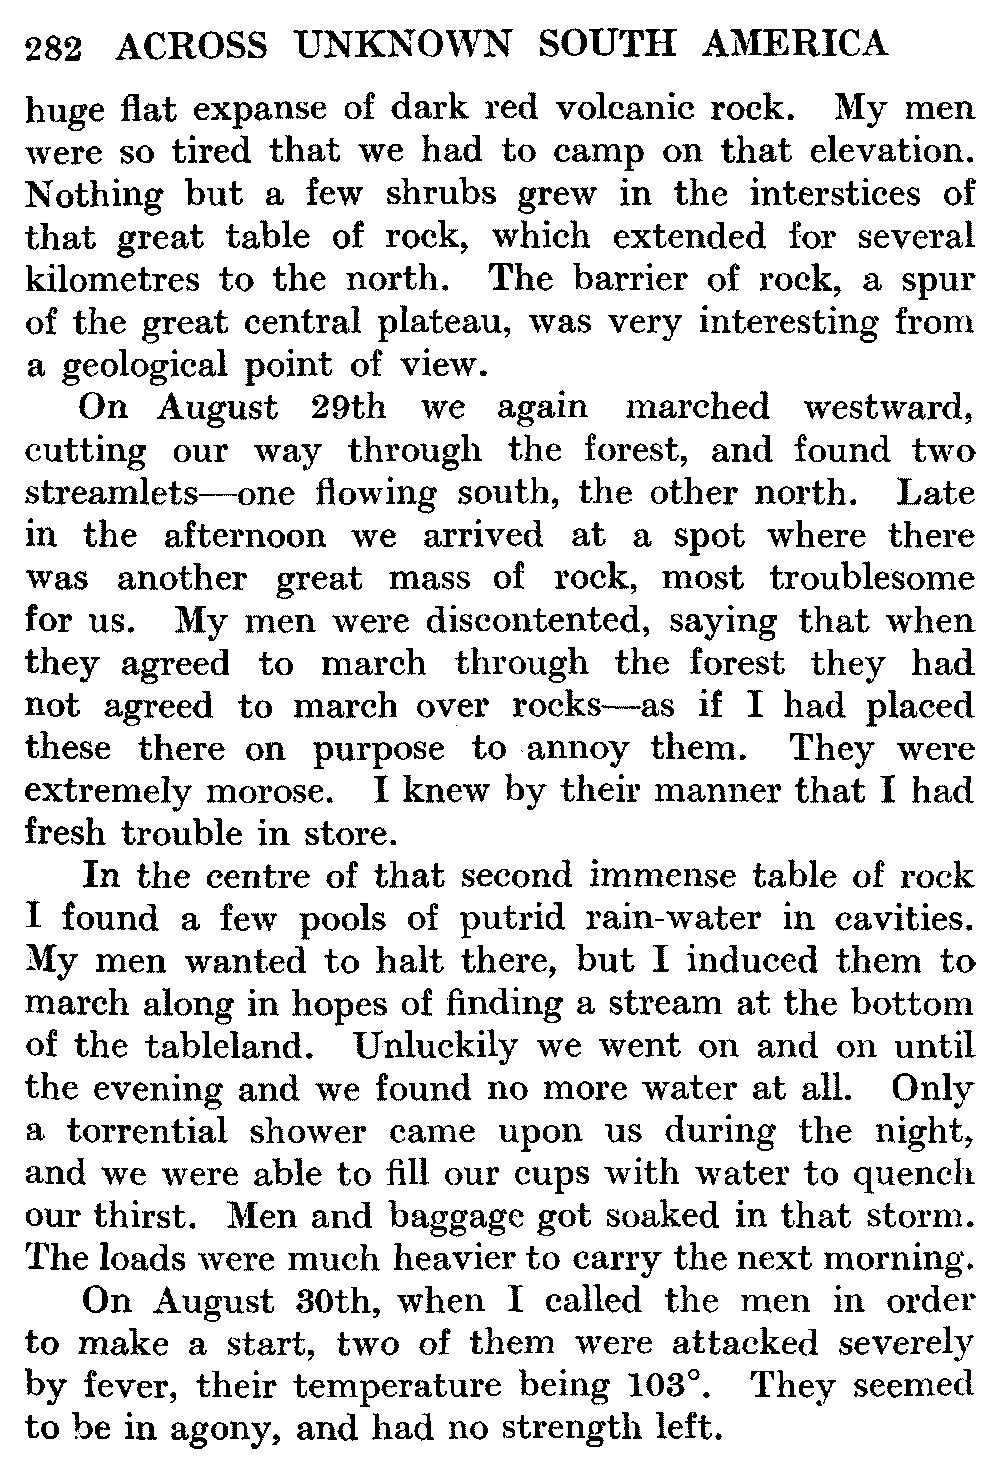 282 ACROSS UNKNOWN SOUTH AMERICA
huge flat expanse of dark red volcanic rock. My men
were so tired that we had to camp on that elevation.
Nothing but a few shrubs grew in the interstices of
that great table of rock, which extended for several
kilometres to the north. The barrier of rock, a spur
of the great central plateau, was very interesting from
a geological point of view.
On August 29th we again marched westward,
cutting our way through the forest, and found two
streamlets—one flowing south, the other north. Late
in the afternoon we arrived at a spot where there
was another great mass of rock, most troublesome
for us. My men were discontented, saying that when
they agreed to march through the forest they had
not agreed to march over rocks—as if I had placed
these there on purpose to annoy them. They were
extremely morose. I knew by their manner that I had
fresh trouble in store.
In the centre of that second immense table of rock
I found a few pools of putrid rain-water in cavities.
My men wanted to halt there, but I induced them to
march along in hopes of finding a stream at the bottom
of the tableland. Unluckily we went on and on until
the evening and we found no more water at all. Only
a torrential shower came upon us during the night,
and we were able to fill our cups with water to quench
our thirst. Men and baggage got soaked in that storm.
The loads were much heavier to carry the next morning.
On August 30th, when I called the men in order
to make a start, two of them were attacked severely
by fever, their temperature being 103°. They seemed
to be in agony, and had no strength left.